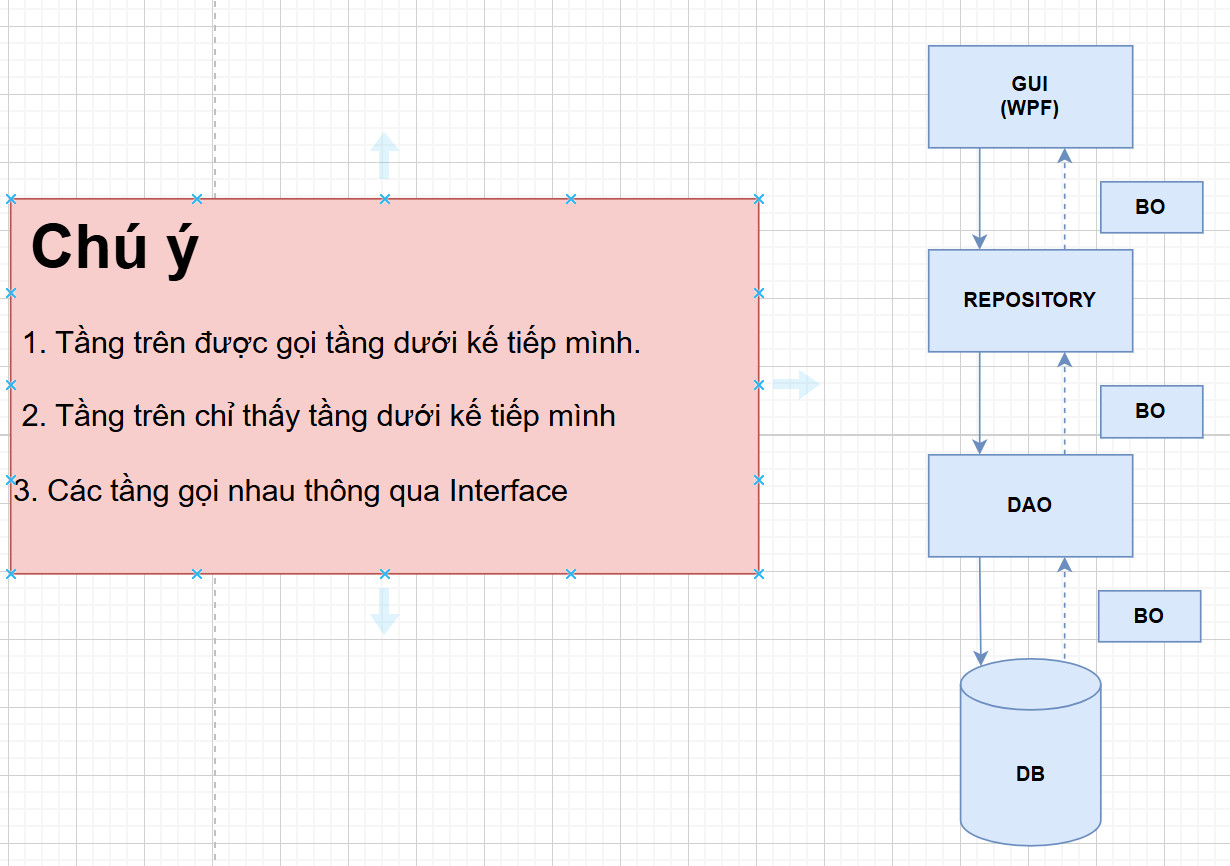 Chú ý
1. Tầng trên được gọi tầng dưới kế tiếp mình.
2. Tầng trên chỉ thấy tầng dưới kế tiếp mình
3. Các tầng gọi nhau thông qua Interface
GUI
(WPF)
BO
REPOSITORY
BO
DAO
BO
DB